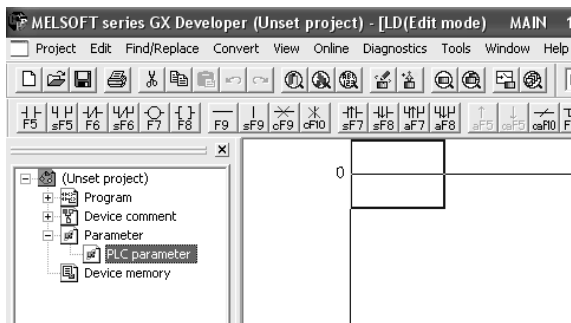 MELSOFT series GX Developer (Unset project) - [LD(Edit mode) MAIN 1
Project Edit Find/Replace Convert View Online Diagnostics Tools Window Help
F5 sF5 F6 sF6 F7 F8 F9 sF9 cF9 cF10 sF7 sF8 aF7 aF8 aF5 caF5 caF10 F
(Unset project)
0
Program
Device comment
Parameter
PLC parameter
Device memory